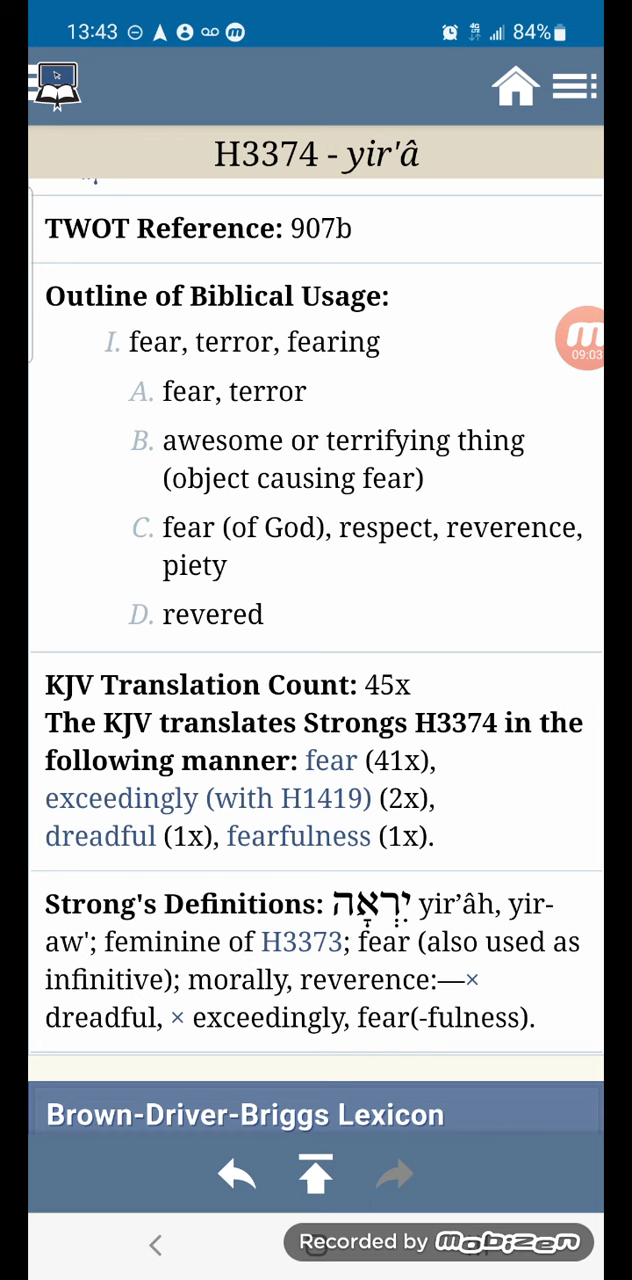 13:43
84%
H3374 - yir'â
TWOT Reference: 907b
Outline of Biblical Usage:
I. fear, terror, fearing
09:03
A. fear, terror
B. awesome or terrifying thing
(object causing fear)
C. fear (of God), respect, reverence,
piety
D. revered
KJV Translation Count: 45x
The KJV translates Strongs H3374 in the
following manner: fear (41x),
exceedingly (with H1419) (2x),
dreadful (1x), fearfulness (1x).
Strong's Definitions: יִרְאָה yir’âh, yir-
aw'; feminine of H3373; fear (also used as
infinitive); morally, reverence:—×
dreadful, × exceedingly, fear(-fulness).
Brown-Driver-Briggs Lexicon
Recorded by mobizen